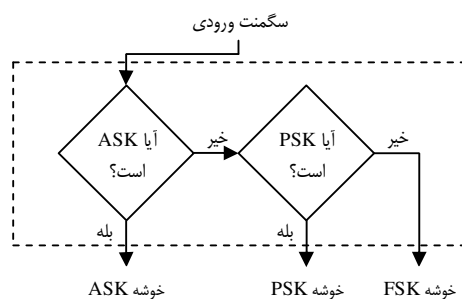 سگمنت ورودی
آیا ASK
است؟
خیر
آیا PSK
است؟
خیر
بله
بله
خوشه ASK
خوشه PSK
خوشه FSK